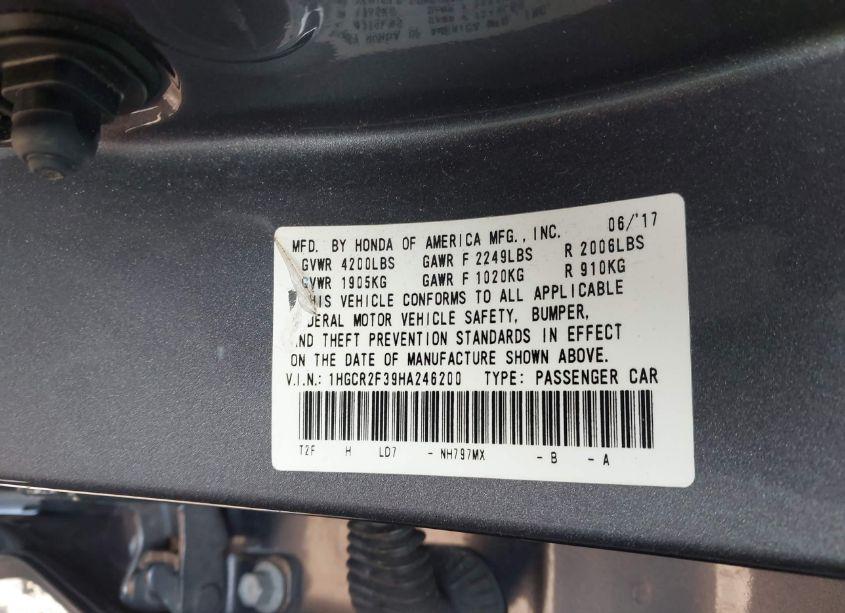 MFD. BY HONDA OF AMERICA MFG., INC. 06/'17
GVWR 4200LBS GAWR F 2249LBS R 2006LBS
GVWR 1905KG GAWR F 1020KG R 910KG
THIS VEHICLE CONFORMS TO ALL APPLICABLE
FEDERAL MOTOR VEHICLE SAFETY, BUMPER,
AND THEFT PREVENTION STANDARDS IN EFFECT
ON THE DATE OF MANUFACTURE SHOWN ABOVE.
V.I.N.: 1HGCR2F39HA246200 TYPE: PASSENGER CAR
T2F H LD7 - NH797MX - B - A